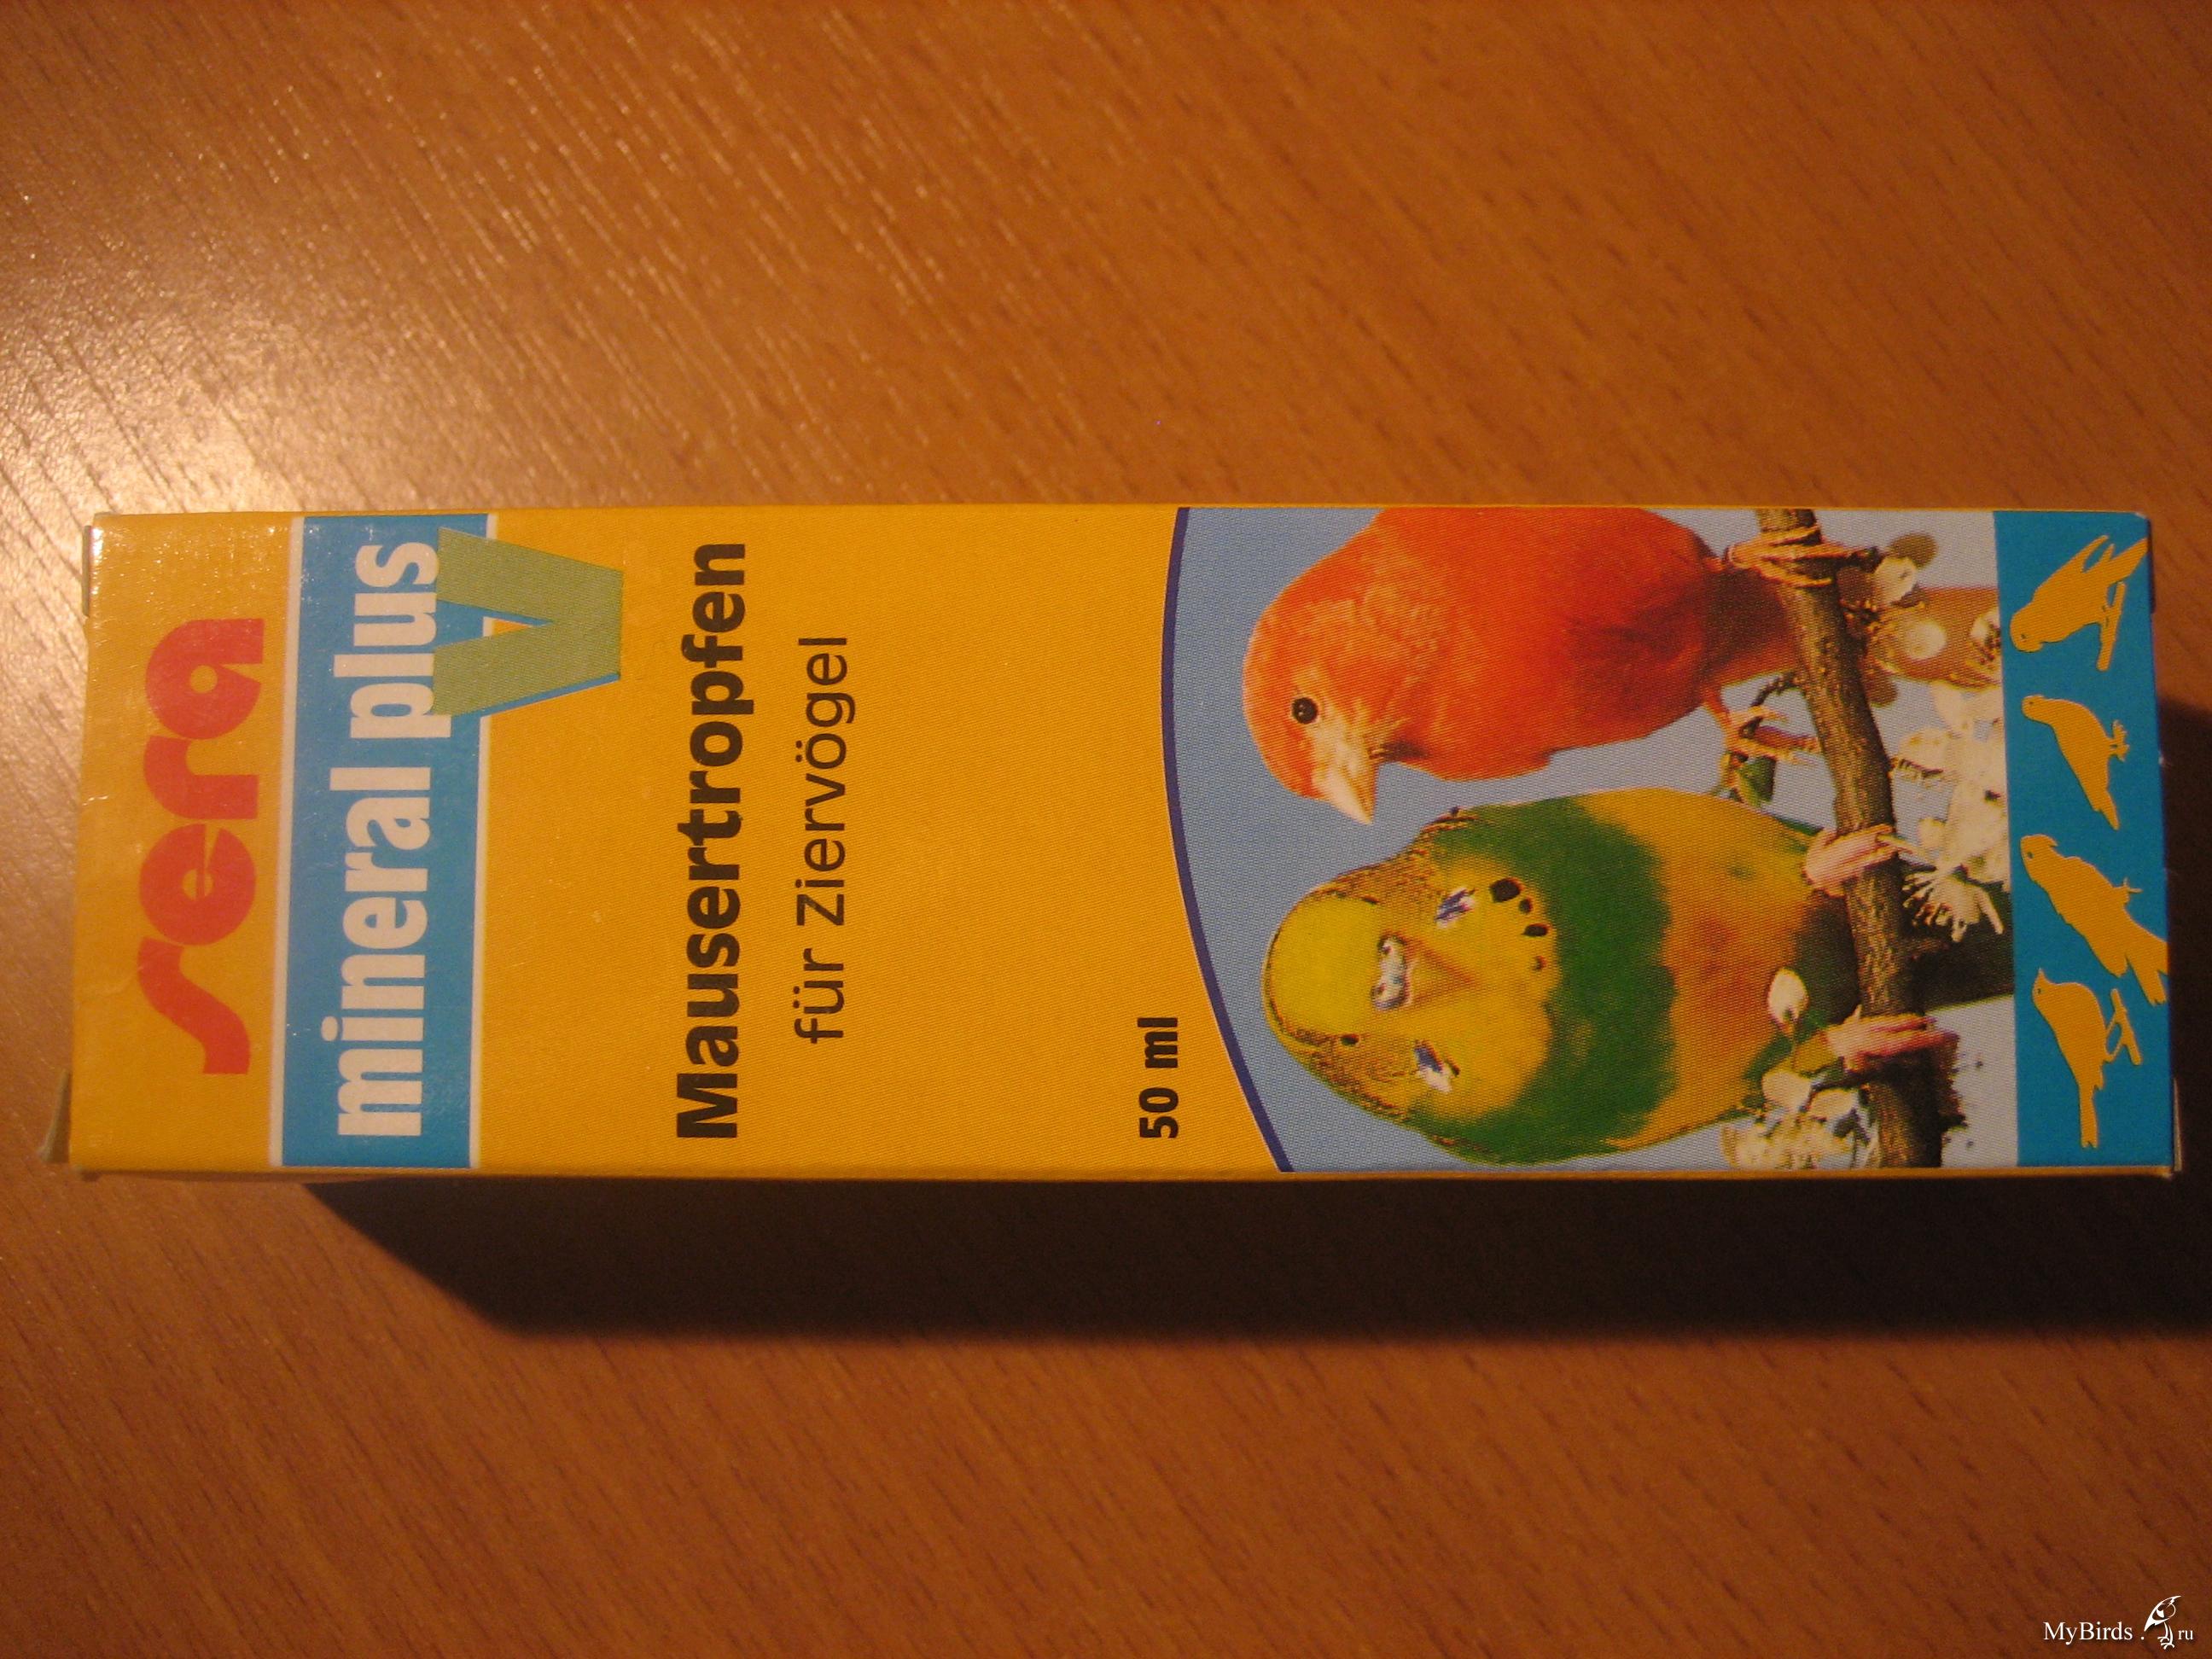 sera
mineral plus
V
Mausertropfen
für Ziervögel
50 ml
MyBirds.ru